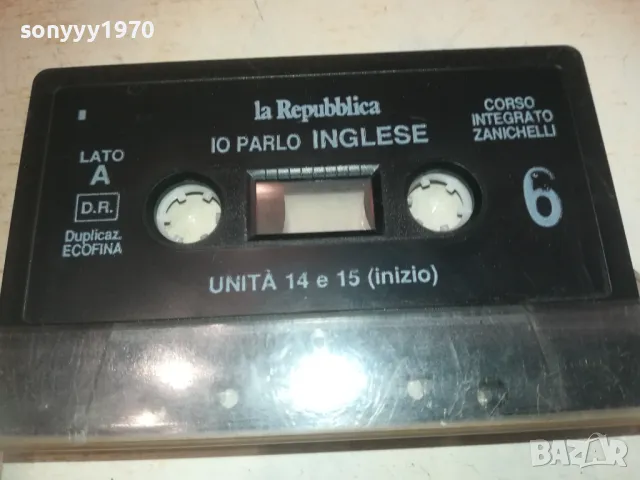 sonyyy1970
la Repubblica
IO PARLO INGLESE
CORSO
INTEGRATO
ZANICHELLI
LATO
A
D.R.
Duplicaz.
ECOFINA
6
UNITÀ 14 e 15 (inizio)
BAZAR